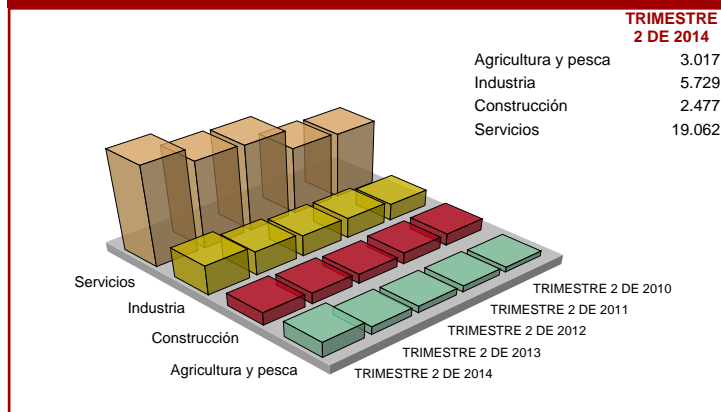 TRIMESTRE
2 DE 2014
Agricultura y pesca 3.017
Industria 5.729
Construcción 2.477
Servicios 19.062
Servicios
Industria
Construcción
Agricultura y pesca
TRIMESTRE 2 DE 2010
TRIMESTRE 2 DE 2011
TRIMESTRE 2 DE 2012
TRIMESTRE 2 DE 2013
TRIMESTRE 2 DE 2014